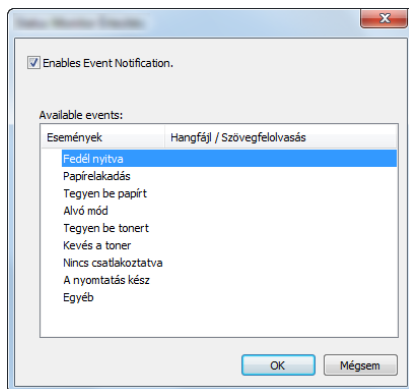 Enables Event Notification.
Available events:
Események Hangfájl / Szövegfelolvasás
Fedél nyitva
Papírelakadás
Tegyen be papírt
Alvó mód
Tegyen be tonert
Kevés a toner
Nincs csatlakoztatva
A nyomtatás kész
Egyéb
OK Mégsem